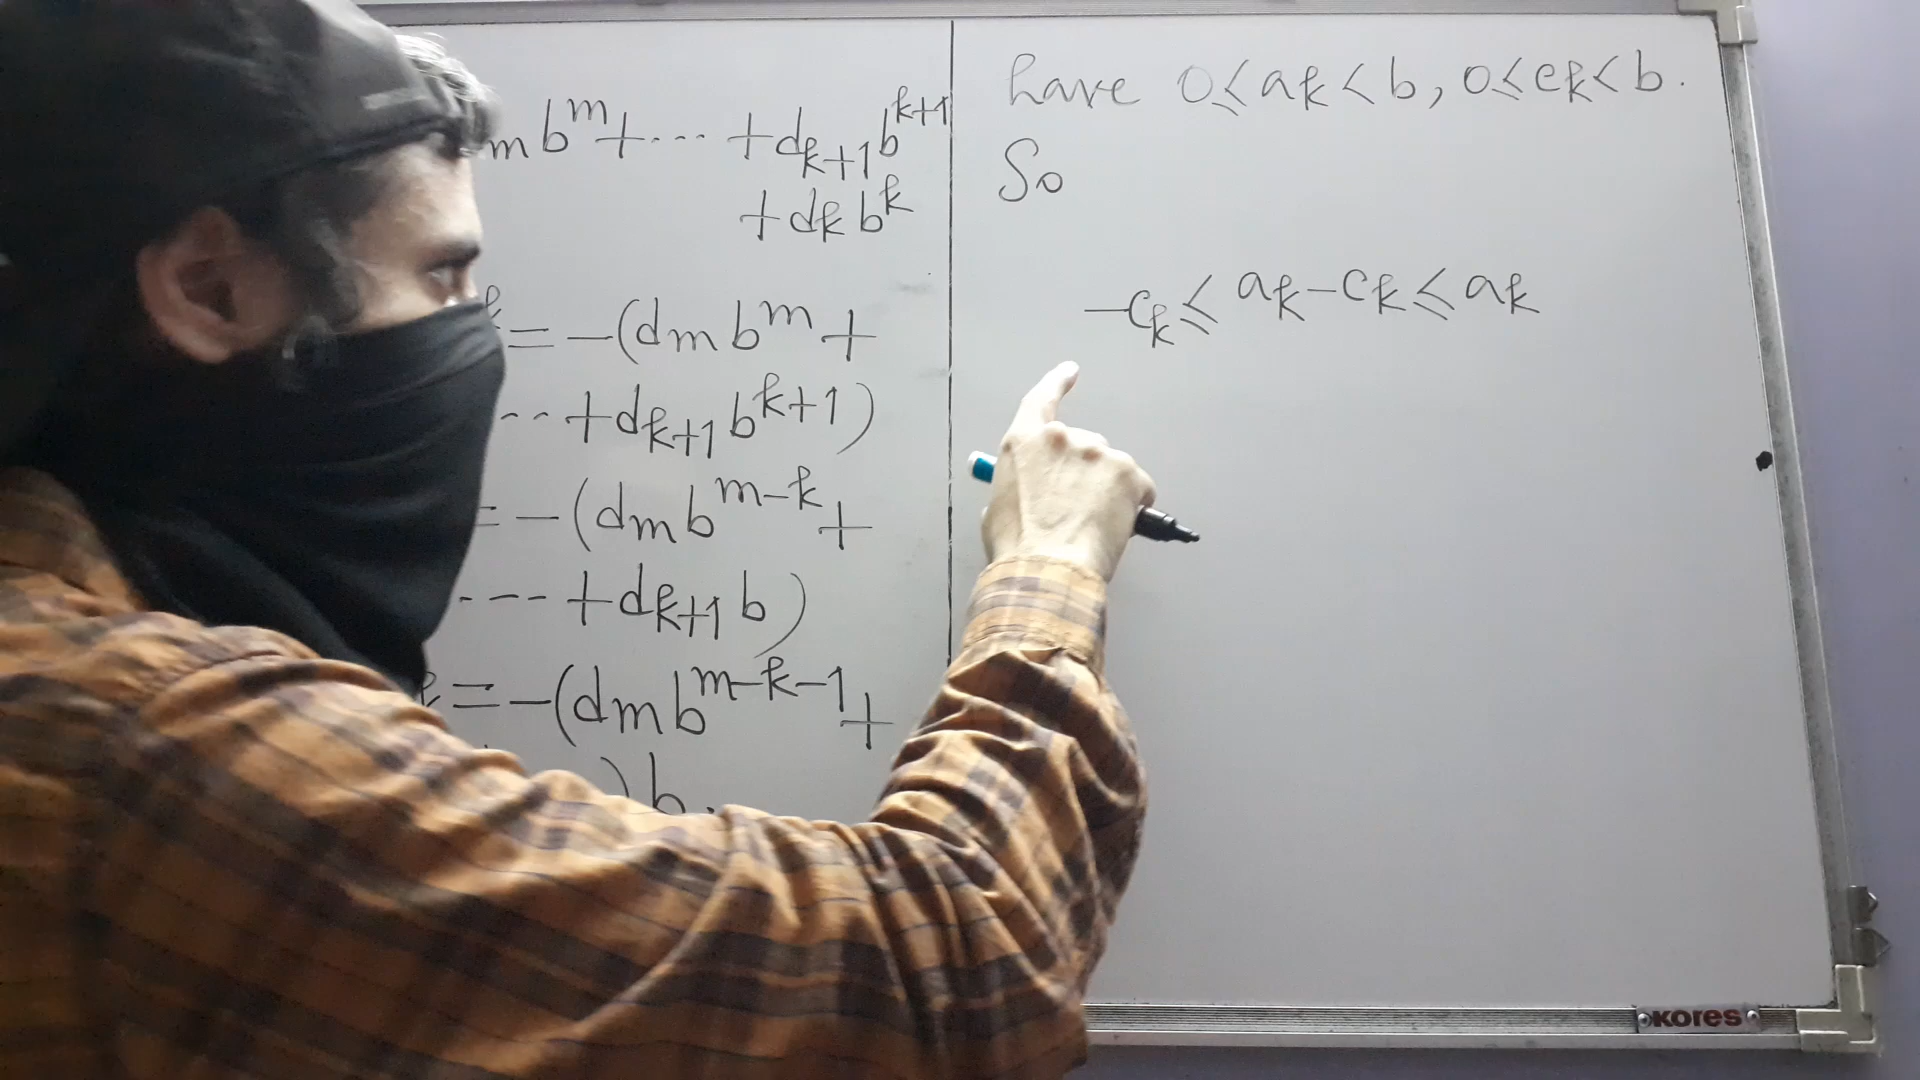 m b^m + ... + d_{k+1} b^{k+1}
+ d_k b^k
k = -(d_m b^m +
-- + d_{k+1} b^{k+1})
= -(d_m b^{m-k} +
--- + d_{k+1} b)
k = -(d_m b^{m-k-1} +
) b.
have 0 ≤ a_k < b, 0 ≤ c_k < b.
So
-c_k ≤ a_k - c_k ≤ a_k
kores